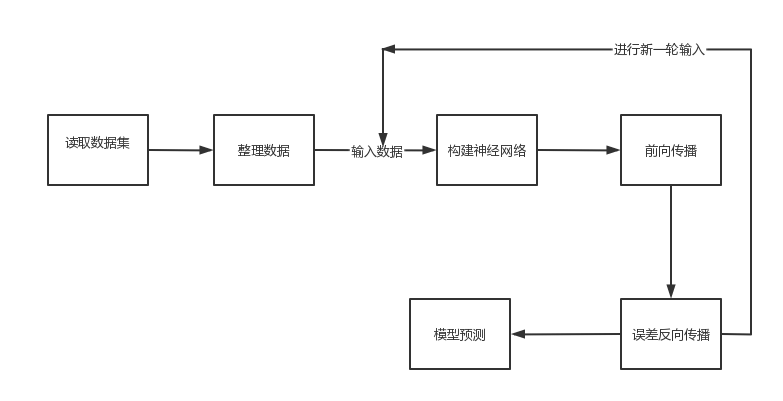 进行新一轮输入
读取数据集
整理数据
输入数据
构建神经网络
前向传播
模型预测
误差反向传播